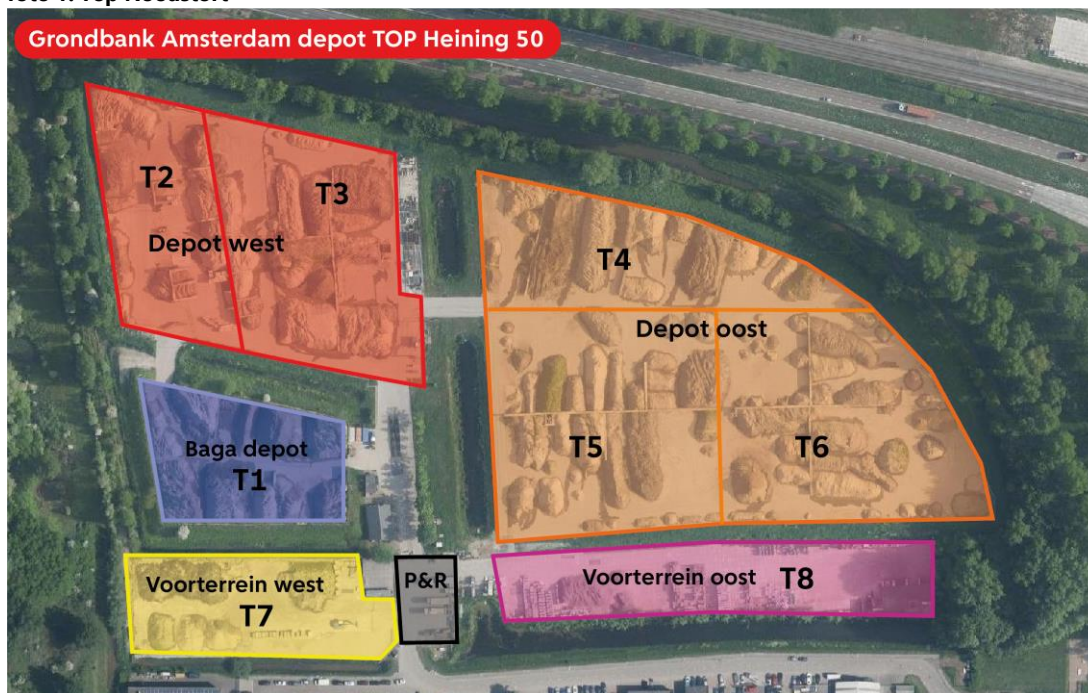 Grondbank Amsterdam depot TOP Heining 50
T2
T3
Depot west
T4
Depot oost
T5
T6
Baga depot
T1
Voorterrein west
T7
P&R
Voorterrein oost T8